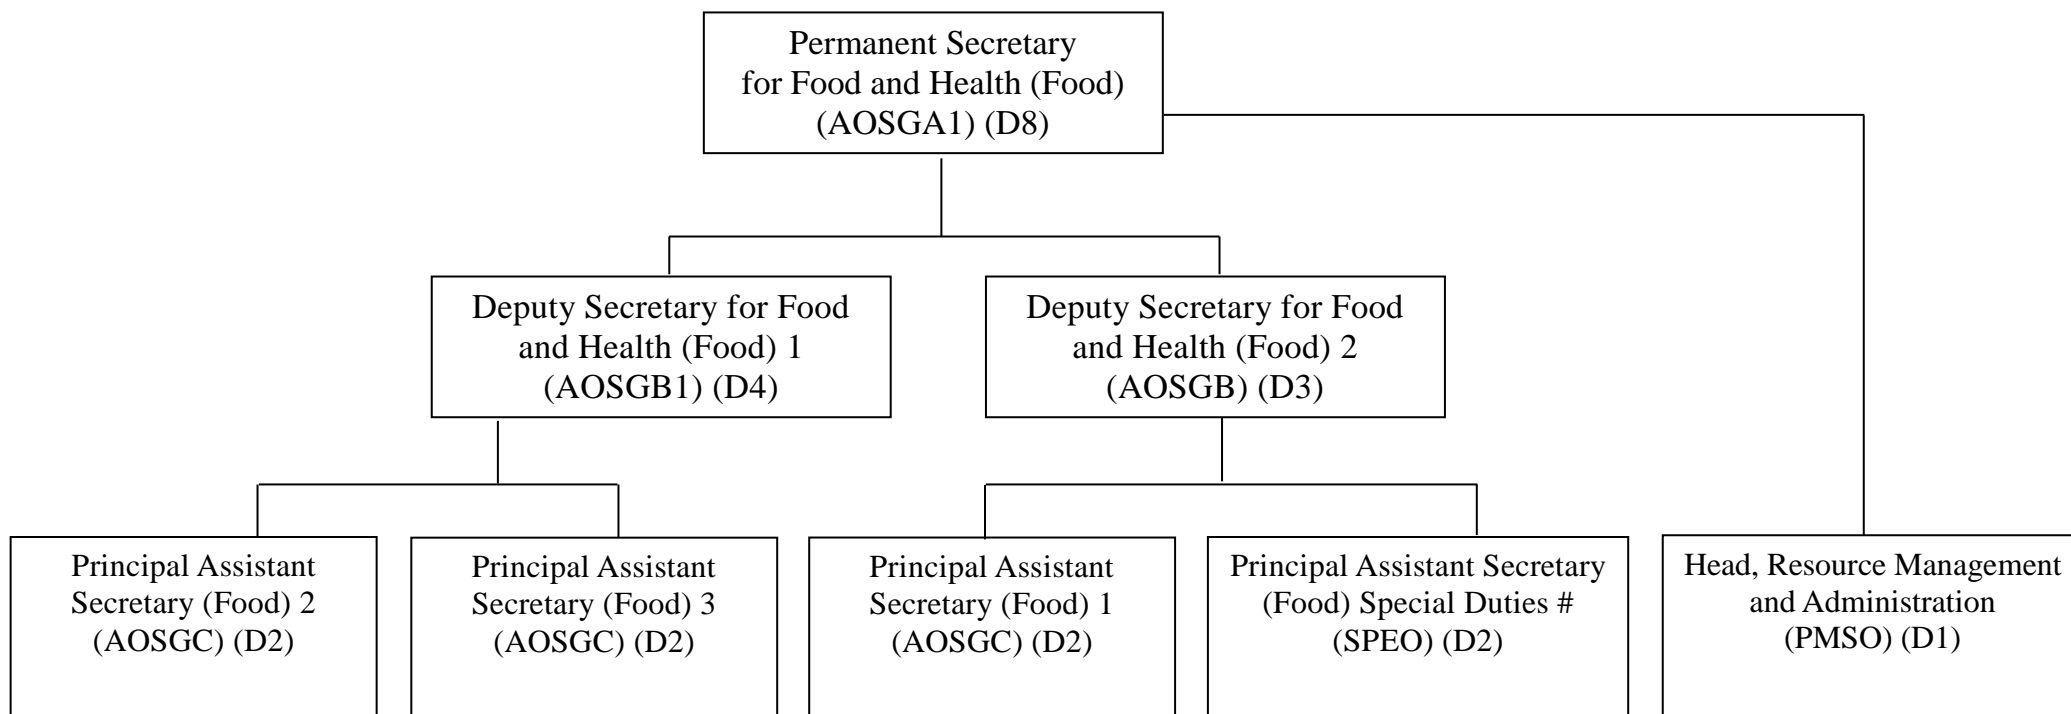 Permanent Secretary
for Food and Health (Food)
(AOSGA1) (D8)
Deputy Secretary for Food
and Health (Food) 1
(AOSGB1) (D4)
Deputy Secretary for Food
and Health (Food) 2
(AOSGB) (D3)
Principal Assistant
Secretary (Food) 2
(AOSGC) (D2)
Principal Assistant
Secretary (Food) 3
(AOSGC) (D2)
Principal Assistant
Secretary (Food) 1
(AOSGC) (D2)
Principal Assistant Secretary
(Food) Special Duties #
(SPEO) (D2)
Head, Resource Management
and Administration
(PMSO) (D1)